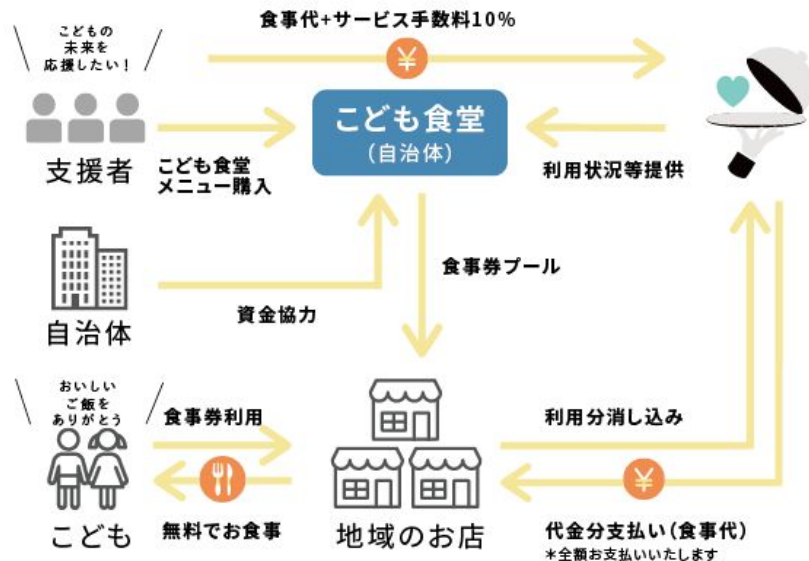 こどもの
未来を
応援したい！
食事代+サービス手数料10%
¥
支援者
こども食堂
メニュー購入
こども食堂
(自治体)
利用状況等提供
自治体
資金協力
食事券プール
おいしい
ご飯を
ありがとう
食事券利用
利用分消し込み
¥
こども
無料でお食事
地域のお店
代金分支払い(食事代)
*全額お支払いいたします